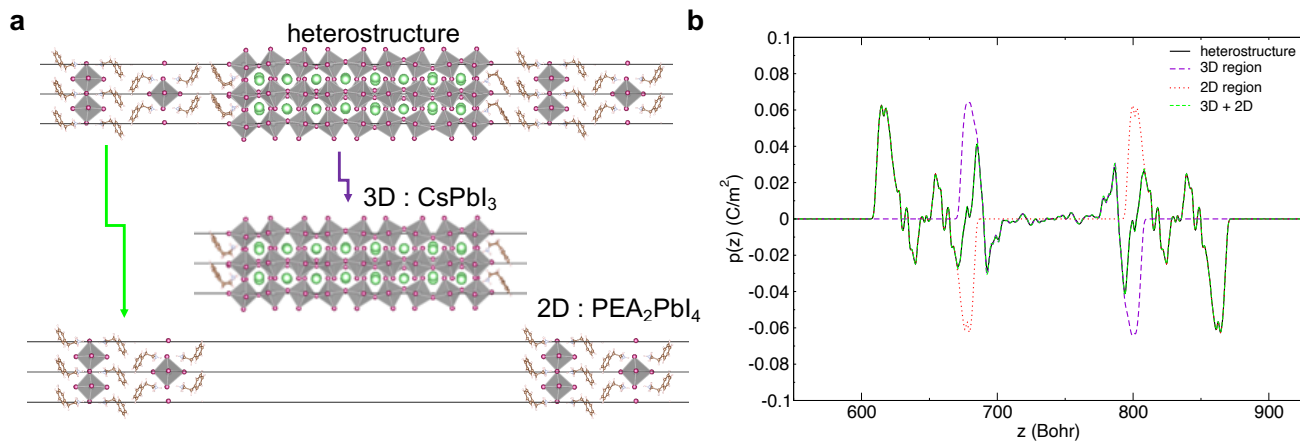 a
heterostructure
3D : CsPbI₃
2D : PEA₂PbI₄
b
0.1
0.08
0.06
0.04
0.02
0
-0.02
-0.04
-0.06
-0.08
-0.1
p(z) (C/m²)
heterostructure
3D region
2D region
3D + 2D
600
700
800
900
z (Bohr)